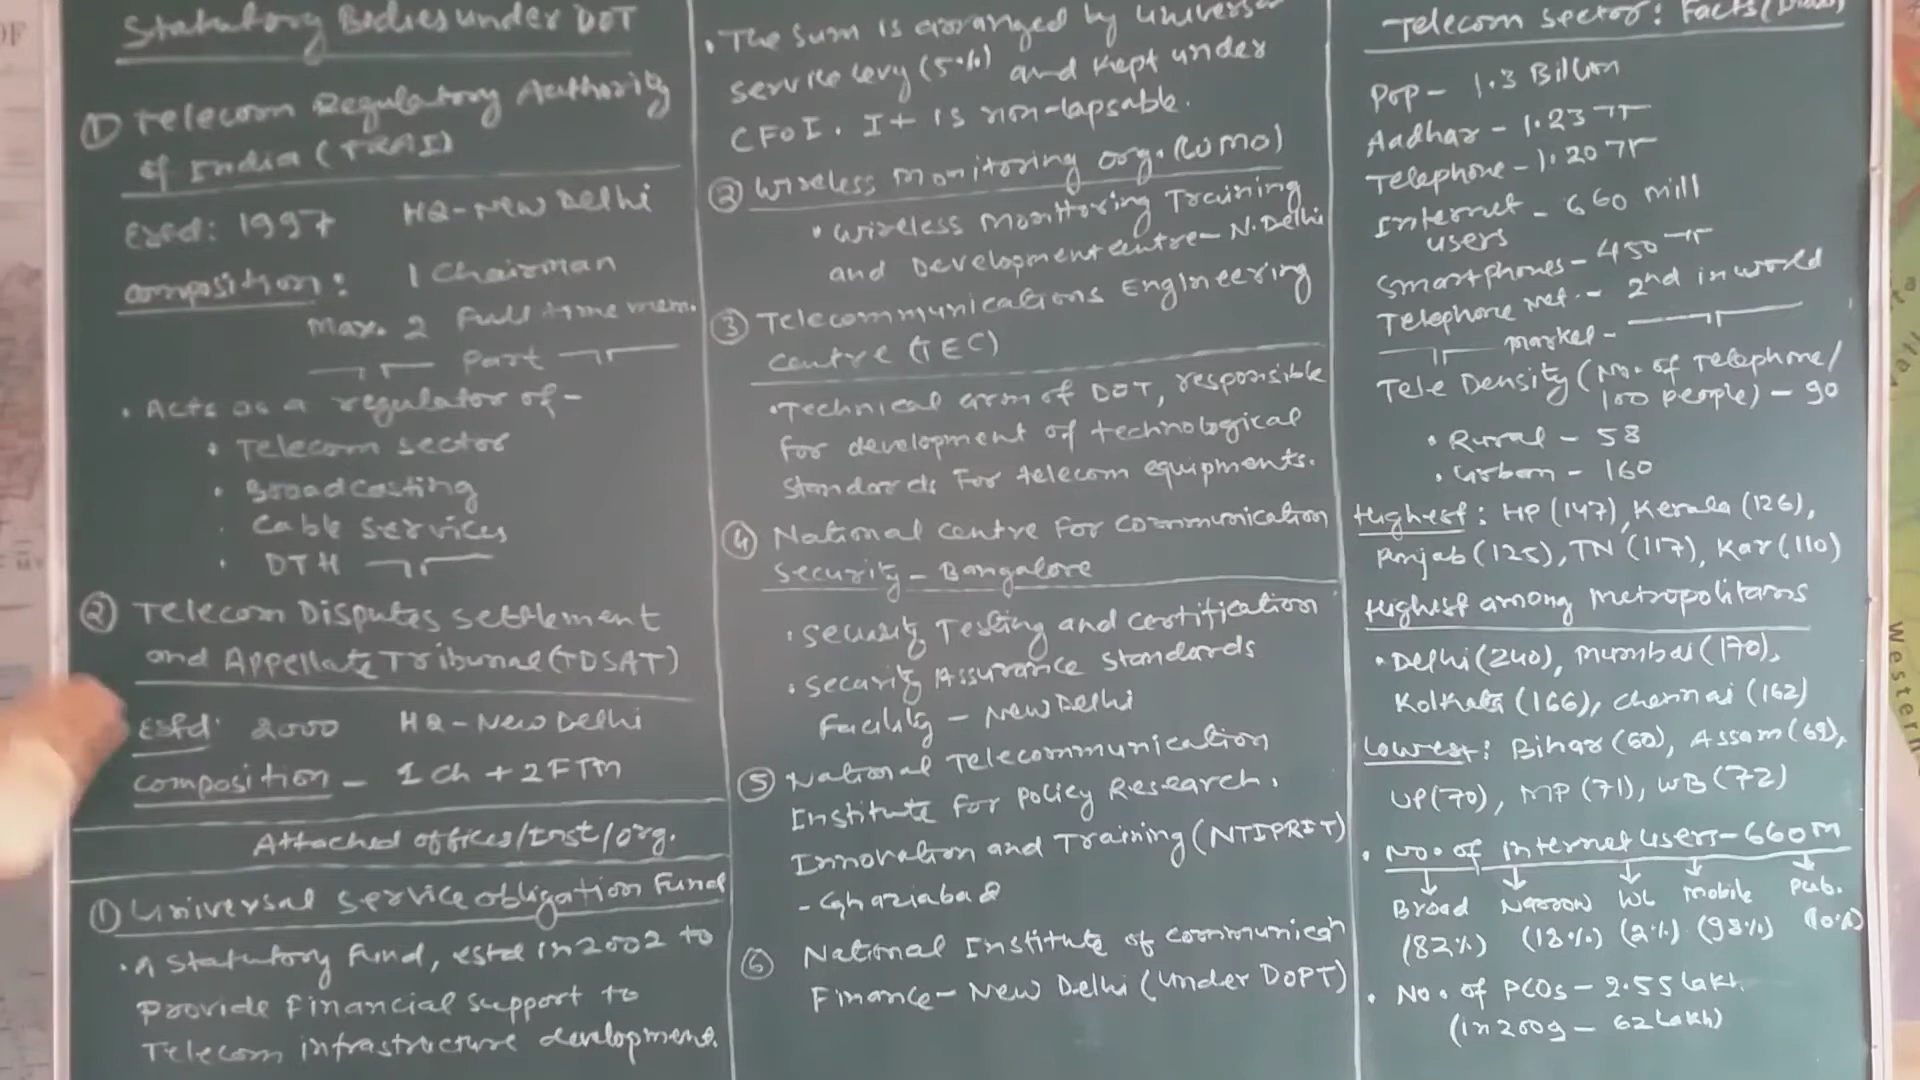 Statutory Bodies under DOT
① Telecom Regulatory Authority
of India (TRAI)
Estd: 1997 HQ - New Delhi
composition: 1 Chairman
Max. 2 Full time mem.
Part
• Acts as a regulator of -
• Telecom sector
• Broadcasting
• Cable services
• DTH
② Telecom Disputes settlement
and Appellate Tribunal (TDSAT)
Estd: 2000 HQ - New Delhi
composition - 1 Ch + 2 FTM
Attached offices/Inst/org.
① Universal service obligation Fund
• A statutory Fund, estd in 2002 to
provide Financial support to
Telecom infrastructure development.
• The sum is arranged by universal
service levy (5%) and kept under
CFOI. It is non-lapsable.
② Wireless Monitoring org. (WMO)
• Wireless Monitoring Training
and Development centre - N. Delhi
③ Telecommunications Engineering
centre (TEC)
• Technical arm of DOT, responsible
for development of technological
standards For telecom equipments.
④ National centre For communication
security - Bangalore
• Security Testing and certification
• Security Assurance standards
Facility - New Delhi
⑤ National Telecommunication
Institute for Policy Research,
Innovation and Training (NTIPRIT)
- Ghaziabad
⑥ National Institute of communican
Finance - New Delhi (Under DOPT)
Telecom sector: Facts
Pop - 1.3 Billion
Aadhar - 1.23
Telephone - 1.20
Internet - 660 mill
users
Smartphones - 450
Telephone net. - 2nd in world
market -
Tele Density (No. of Telephone/
100 people) - 90
• Rural - 58
• Urban - 160
Highest: HP (147), Kerala (126),
Punjab (125), TN (117), Kar (110)
Highest among Metropolitans
• Delhi (240), Mumbai (170),
Kolkata (166), Chennai (162)
Lowest: Bihar (60), Assam (69),
UP (70), MP (71), WB (72)
• No. of internet users - 660 m
Broad Narrow WL mobile Pub.
(82%) (18%) (2%) (98%) (10%)
• No. of PCOs - 2.55 Lakh.
(in 2009 - 62 Lakh)
Western